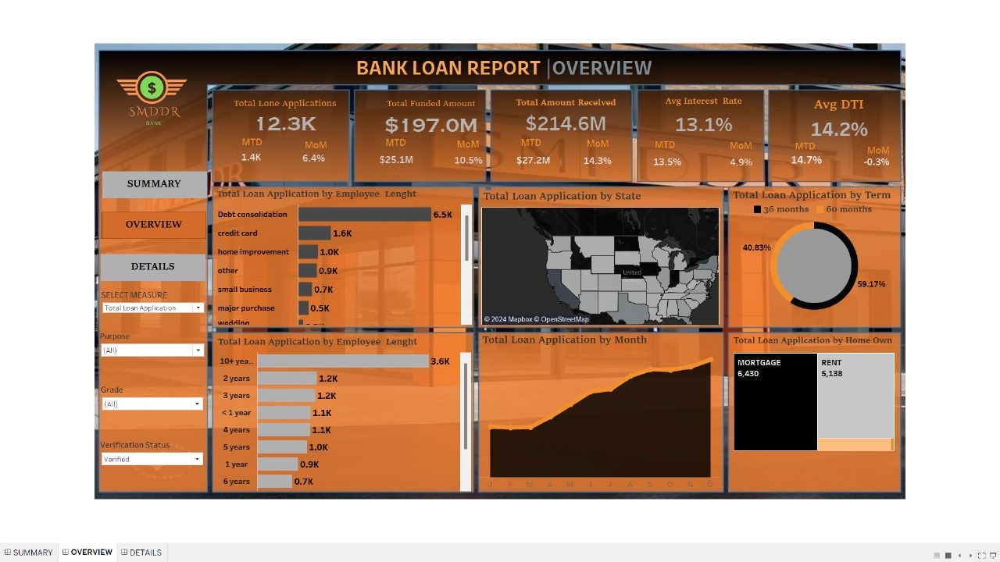 BANK LOAN REPORT |OVERVIEW
$
SMDDR
BANK
Total Lone Applications
12.3K
MTD
MoM
1.4K
6.4%
Total Funded Amount
$197.0M
MTD
MoM
$25.1M
10.5%
Total Amount Received
$214.6M
MTD
MoM
$27.2M
14.3%
Avg Interest Rate
13.1%
MTD
MoM
13.5%
4.9%
Avg DTI
14.2%
MTD
MoM
14.7%
-0.3%
SUMMARY
OVERVIEW
DETAILS
SELECT MEASURE
Total Loan Application
Purpose
(All)
Grade
(All)
Verification Status
Verified
Total Loan Application by Employee Lenght
Debt consolidation 6.5K
credit card 1.6K
home improvement 1.0K
other 0.9K
small business 0.7K
major purchase 0.5K
wedding
Total Loan Application by State
United
© 2024 Mapbox © OpenStreetMap
Total Loan Application by Term
36 months 60 months
40.83%
59.17%
Total Loan Application by Employee Lenght
10+ yea.. 3.6K
2 years 1.2K
3 years 1.2K
< 1 year 1.1K
4 years 1.1K
5 years 1.0K
1 year 0.9K
6 years 0.7K
Total Loan Application by Month
J F M A M J J A S O N D
Total Loan Application by Home Own
MORTGAGE
6,430
RENT
5,138
SUMMARY OVERVIEW DETAILS